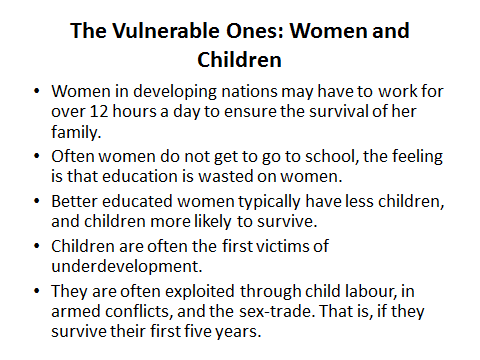 The Vulnerable Ones: Women and
Children
• Women in developing nations may have to work for
over 12 hours a day to ensure the survival of her
family.
• Often women do not get to go to school, the feeling
is that education is wasted on women.
• Better educated women typically have less children,
and children more likely to survive.
• Children are often the first victims of
underdevelopment.
• They are often exploited through child labour, in
armed conflicts, and the sex-trade. That is, if they
survive their first five years.